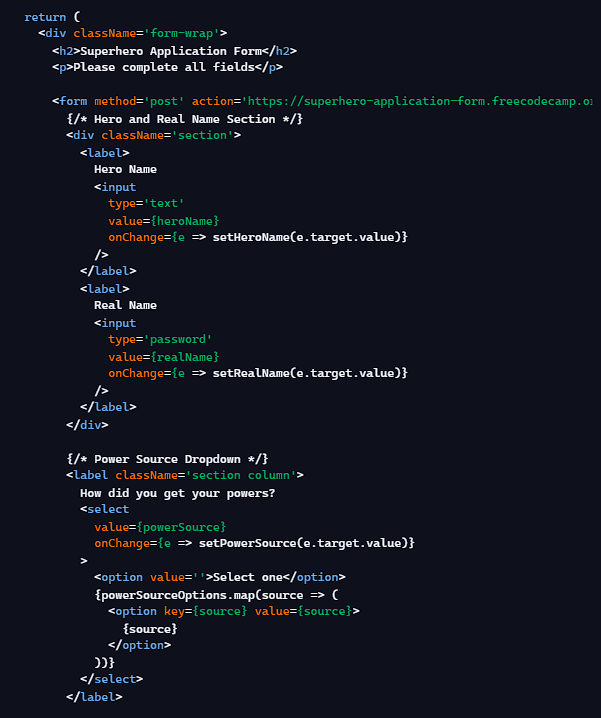 return (
<div className='form-wrap'>
<h2>Superhero Application Form</h2>
<p>Please complete all fields</p>
<form method='post' action='https://superhero-application-form.freecodecamp.o
{/* Hero and Real Name Section */}
<div className='section'>
<label>
Hero Name
<input
type='text'
value={heroName}
onChange={e => setHeroName(e.target.value)}
/>
</label>
<label>
Real Name
<input
type='password'
value={realName}
onChange={e => setRealName(e.target.value)}
/>
</label>
</div>
{/* Power Source Dropdown */}
<label className='section column'>
How did you get your powers?
<select
value={powerSource}
onChange={e => setPowerSource(e.target.value)}
>
<option value=''>Select one</option>
{powerSourceOptions.map(source => (
<option key={source} value={source}>
{source}
</option>
))}
</select>
</label>